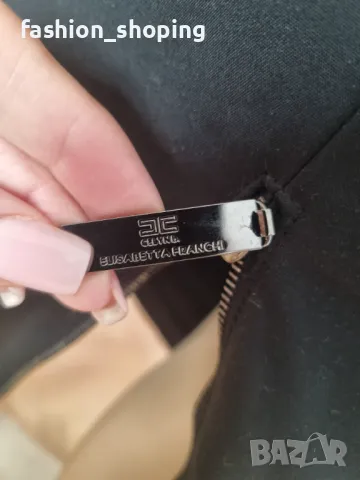 fashion_shoping
CELYN b.
ELISABETTA FRANCHI
BAZAR